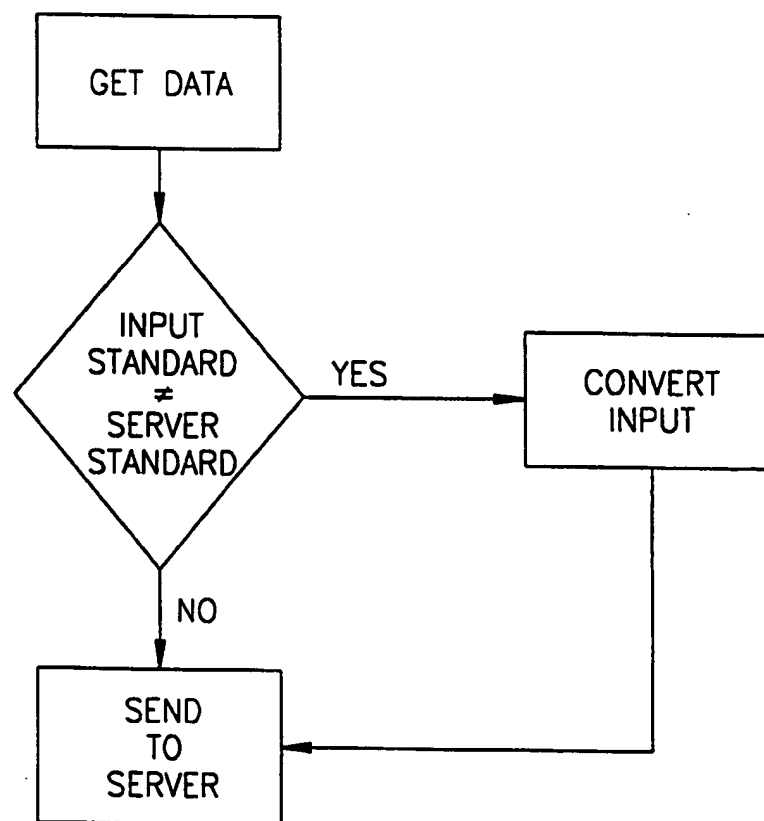 GET DATA
INPUT
STANDARD
≠
SERVER
STANDARD
YES
CONVERT
INPUT
NO
SEND
TO
SERVER